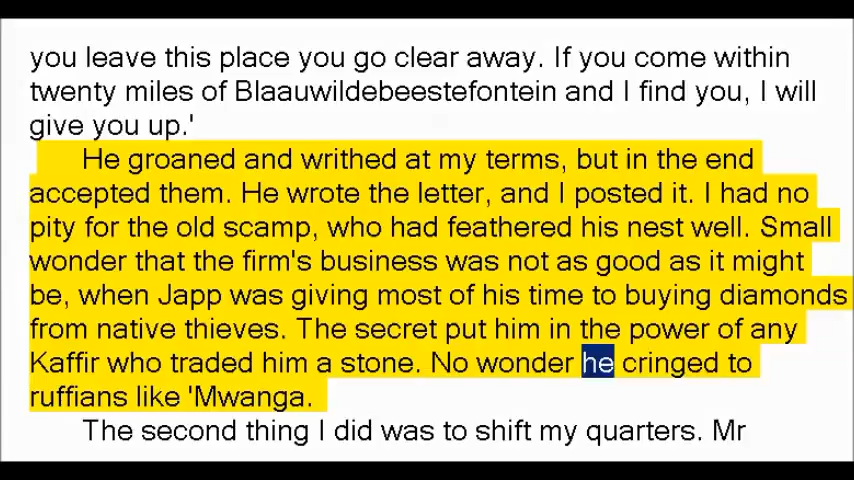 you leave this place you go clear away. If you come within
twenty miles of Blaauwildebeestefontein and I find you, I will
give you up.'
He groaned and writhed at my terms, but in the end
accepted them. He wrote the letter, and I posted it. I had no
pity for the old scamp, who had feathered his nest well. Small
wonder that the firm's business was not as good as it might
be, when Japp was giving most of his time to buying diamonds
from native thieves. The secret put him in the power of any
Kaffir who traded him a stone. No wonder he cringed to
ruffians like 'Mwanga.
The second thing I did was to shift my quarters. Mr